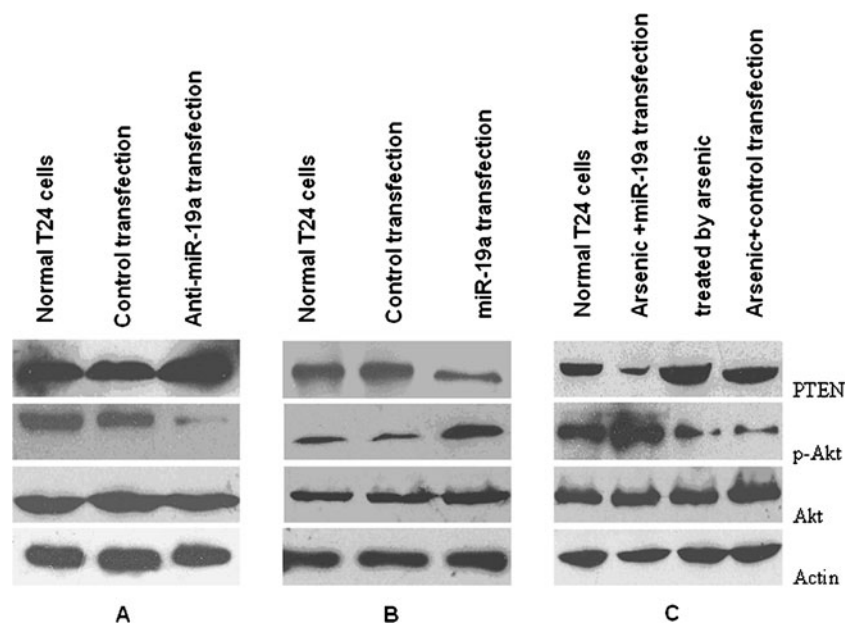 Normal T24 cells
Control transfection
Anti-miR-19a transfection
Normal T24 cells
Control transfection
miR-19a transfection
Normal T24 cells
Arsenic +miR-19a transfection
treated by arsenic
Arsenic+control transfection
PTEN
p-Akt
Akt
Actin
A
B
C